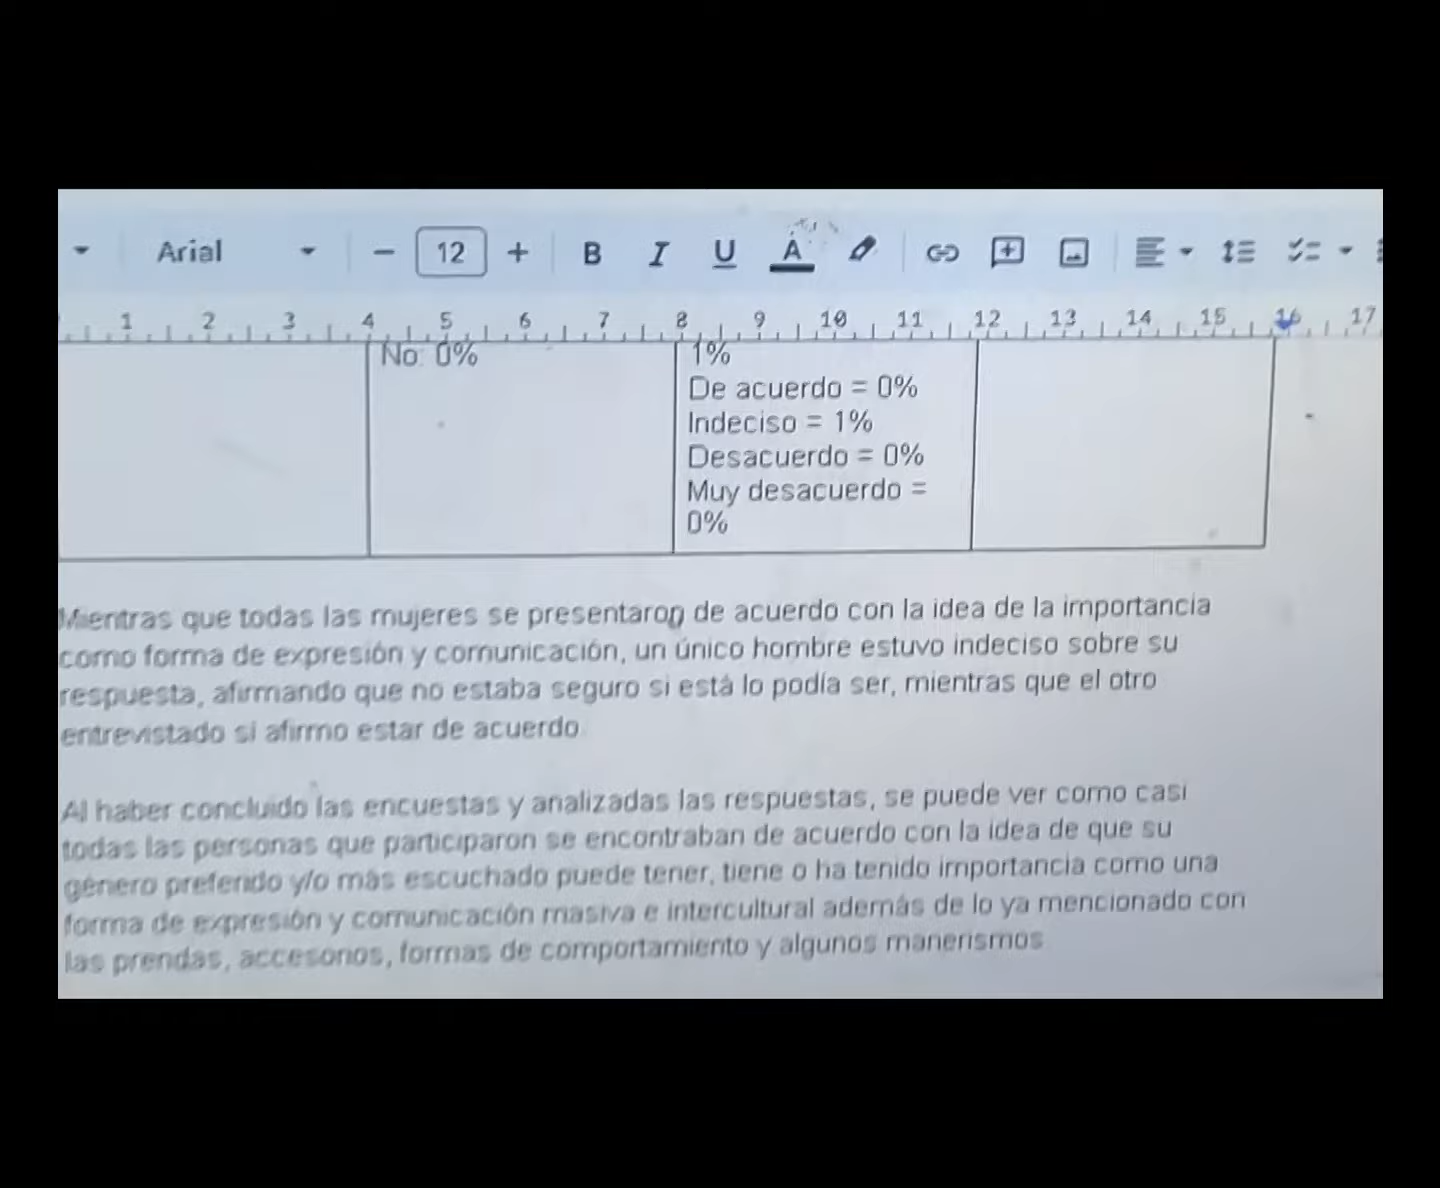 Arial
12
B I U A
1 2 3 4 5 6 7 8 9 10 11 12 13 14 15 16 17
No: 0%
1%
De acuerdo = 0%
Indeciso = 1%
Desacuerdo = 0%
Muy desacuerdo =
0%
Mientras que todas las mujeres se presentaron de acuerdo con la idea de la importancia
como forma de expresión y comunicación, un único hombre estuvo indeciso sobre su
respuesta, afirmando que no estaba seguro si está lo podía ser, mientras que el otro
entrevistado si afirmo estar de acuerdo.
Al haber concluido las encuestas y analizadas las respuestas, se puede ver como casi
todas las personas que participaron se encontraban de acuerdo con la idea de que su
género preferido y/o más escuchado puede tener, tiene o ha tenido importancia como una
forma de expresión y comunicación masiva e intercultural además de lo ya mencionado con
las prendas, accesorios, formas de comportamiento y algunos manerismos